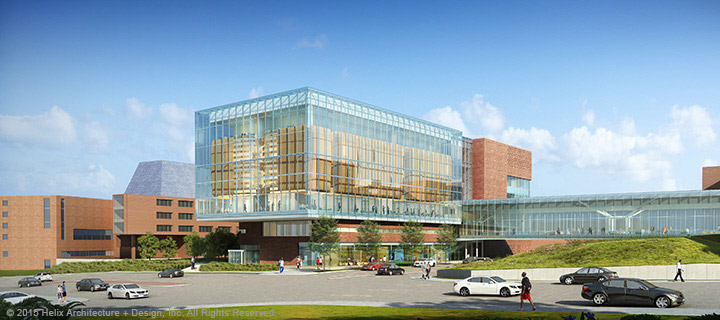 © 2015 Helix Architecture + Design, Inc. All Rights Reserved